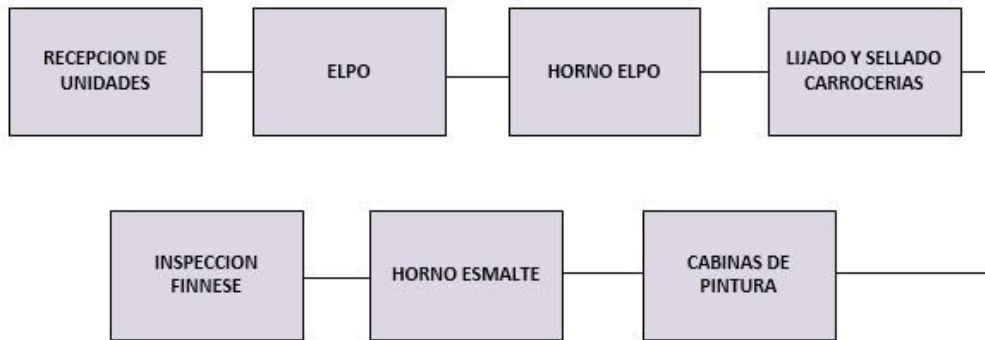 RECEPCION DE
UNIDADES
ELPO
HORNO ELPO
LIJADO Y SELLADO
CARROCERIAS
INSPECCION
FINNESE
HORNO ESMALTE
CABINAS DE
PINTURA